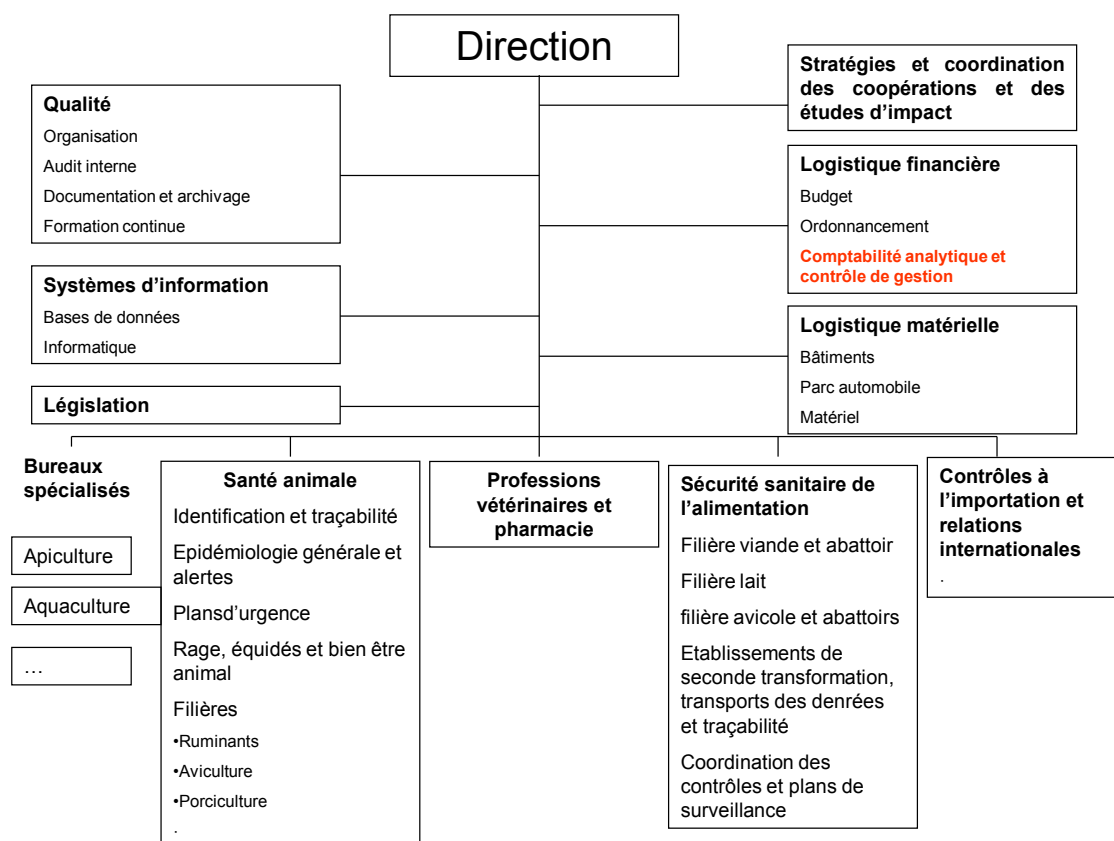 Direction
Stratégies et coordination
des coopérations et des
études d'impact
Qualité
Organisation
Audit interne
Documentation et archivage
Formation continue
Logistique financière
Budget
Ordonnancement
Comptabilité analytique et
contrôle de gestion
Systèmes d'information
Bases de données
Informatique
Logistique matérielle
Bâtiments
Parc automobile
Matériel
Législation
Bureaux
spécialisés
Apiculture
Aquaculture
…
Santé animale
Identification et traçabilité
Epidémiologie générale et
alertes
Plansd'urgence
Rage, équidés et bien être
animal
Filières
•Ruminants
•Aviculture
•Porciculture
.
Professions
vétérinaires et
pharmacie
Sécurité sanitaire de
l'alimentation
Filière viande et abattoir
Filière lait
filière avicole et abattoirs
Etablissements de
seconde transformation,
transports des denrées
et traçabilité
Coordination des
contrôles et plans de
surveillance
Contrôles à
l'importation et
relations
internationales
.